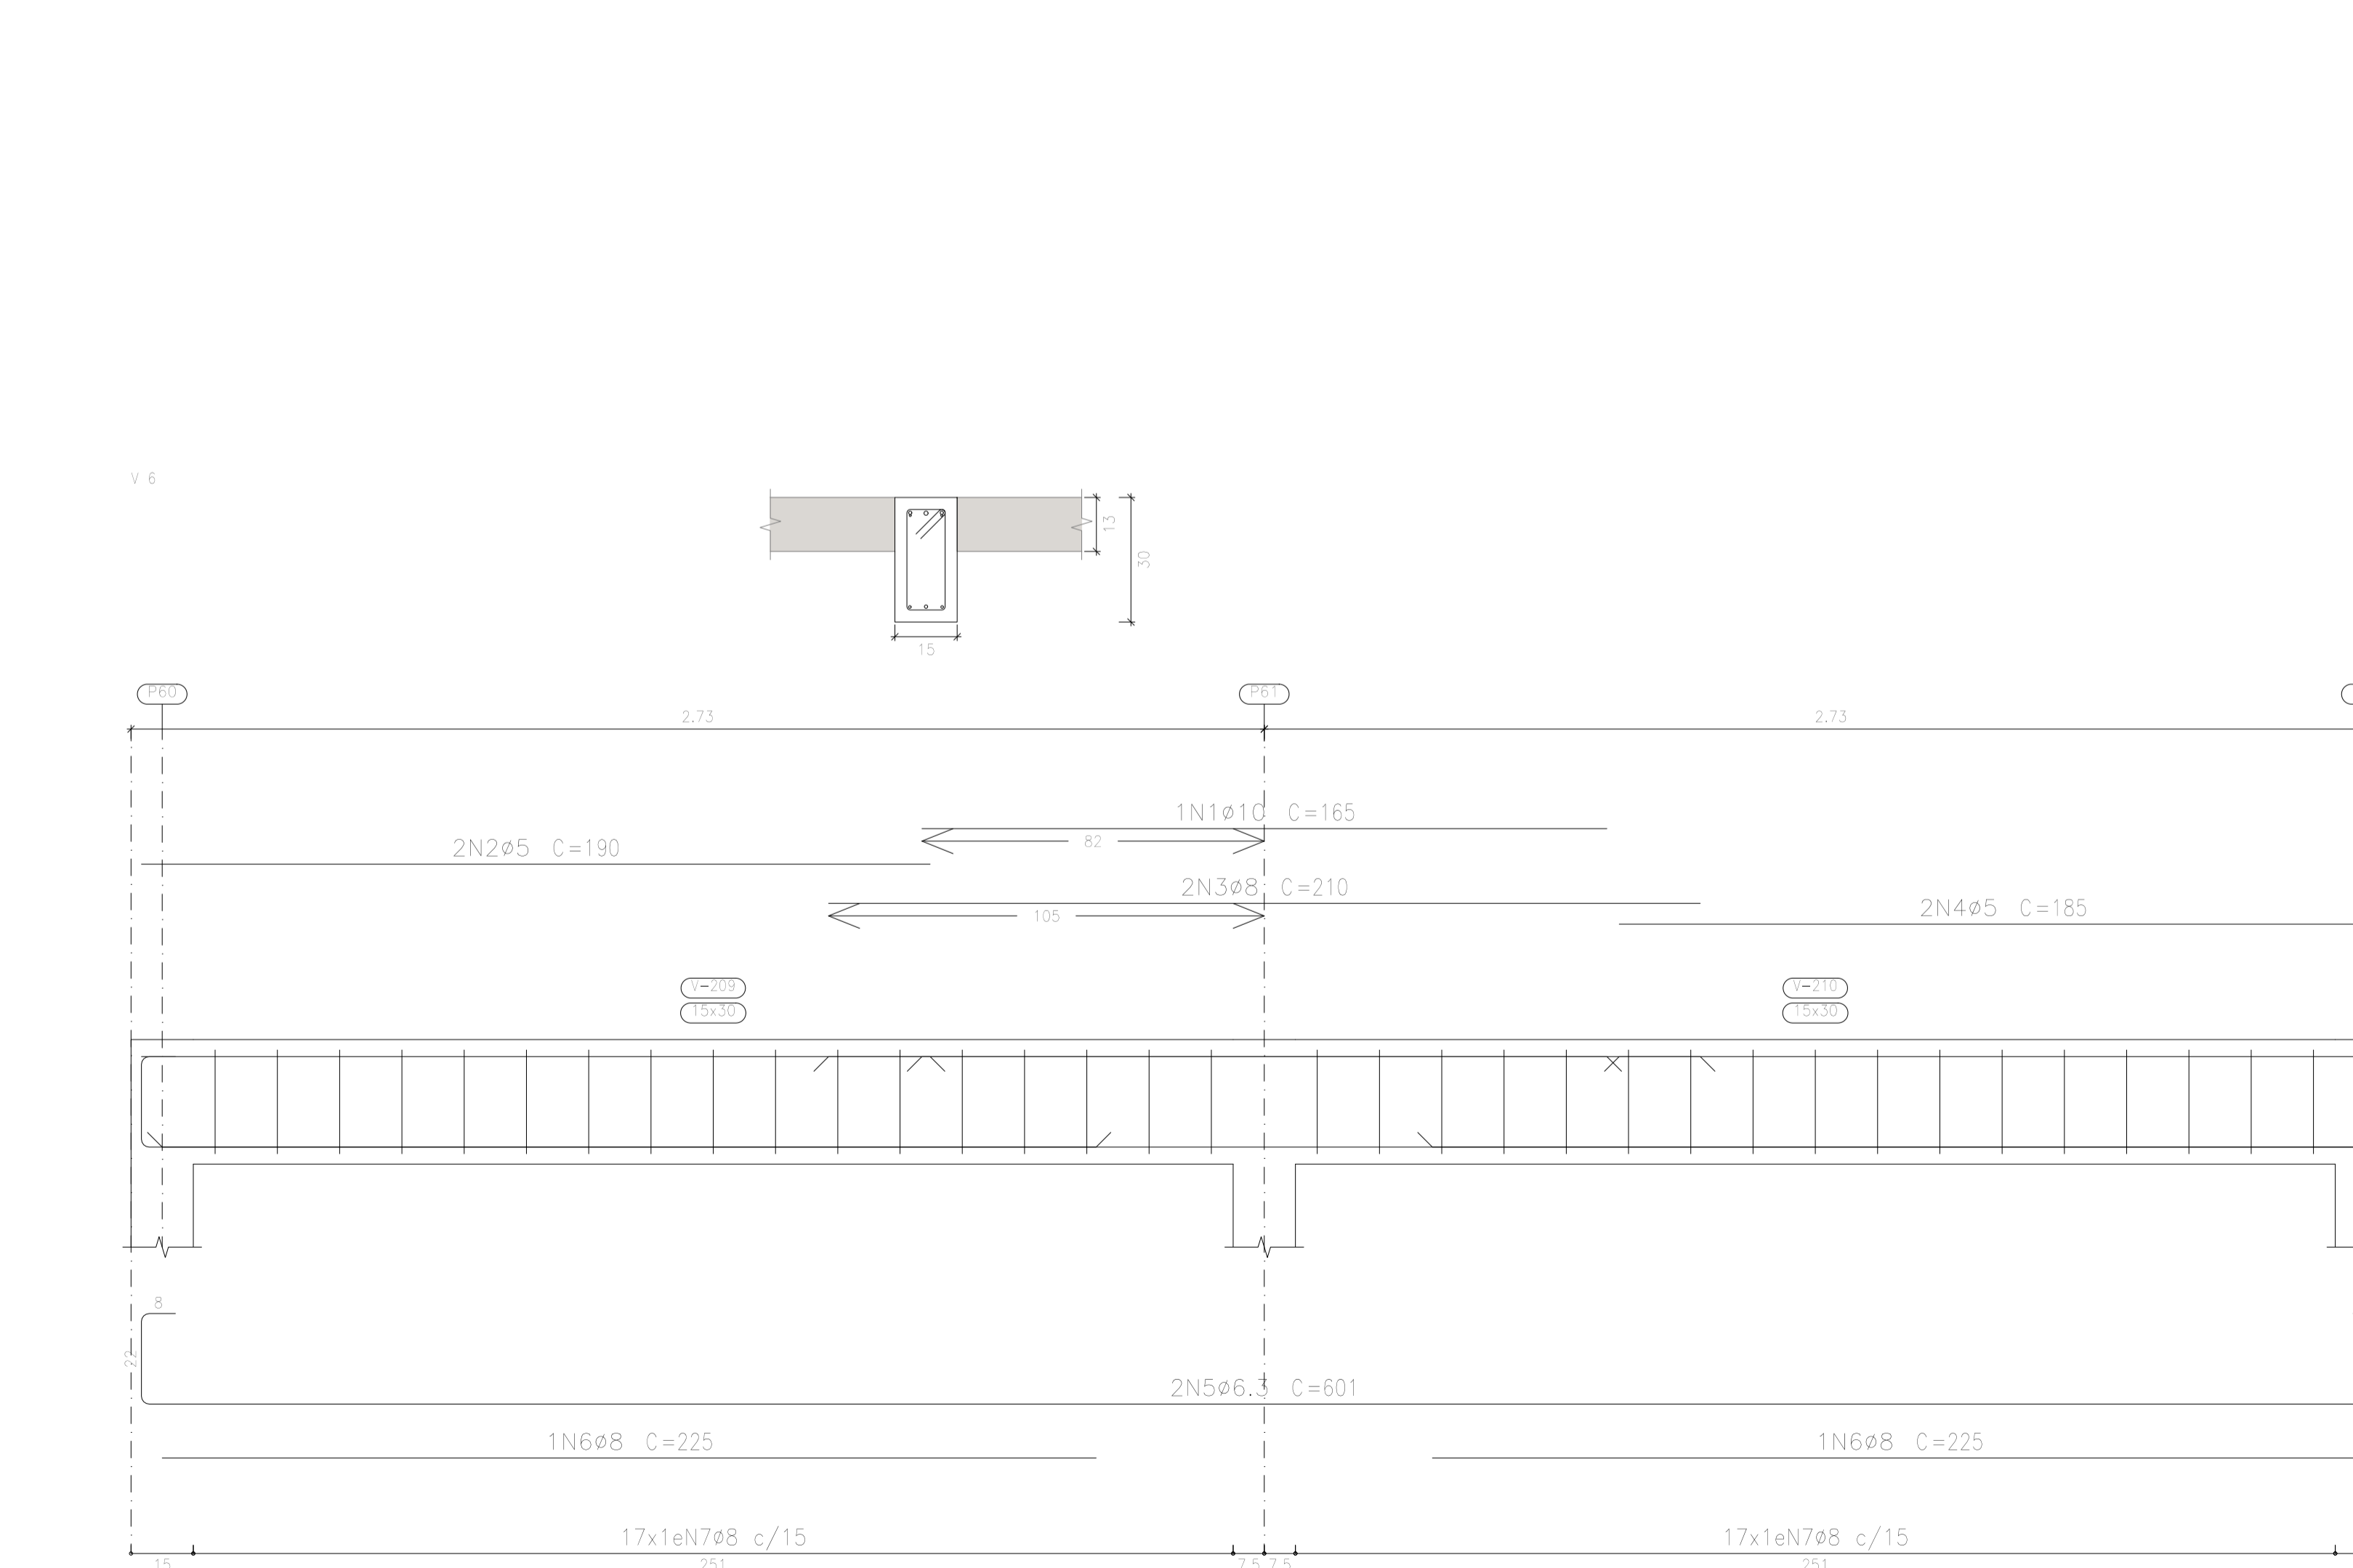 V 6
13
30
15
P60
P61
2.73
2.73
1N1ø10 C=165
82
2N2ø5 C=190
2N3ø8 C=210
105
2N4ø5 C=185
V-209
15x30
V-210
15x30
8
22
2N5ø6.3 C=601
1N6ø8 C=225
1N6ø8 C=225
17x1eN7ø8 c/15
17x1eN7ø8 c/15
15
251
7.5
7.5
251